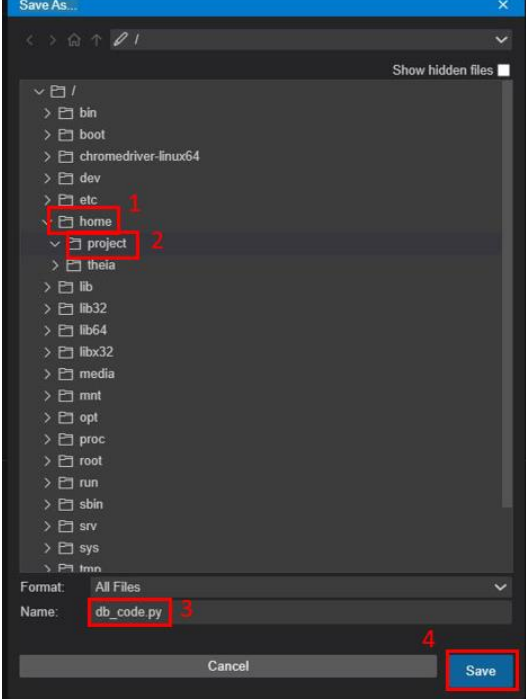 Save As...
/
Show hidden files
/
bin
boot
chromedriver-linux64
dev
etc 1
home
project 2
theia
lib
lib32
lib64
libx32
media
mnt
opt
proc
root
run
sbin
srv
sys
tmp
Format: All Files
Name: db_code.py 3
4
Cancel Save